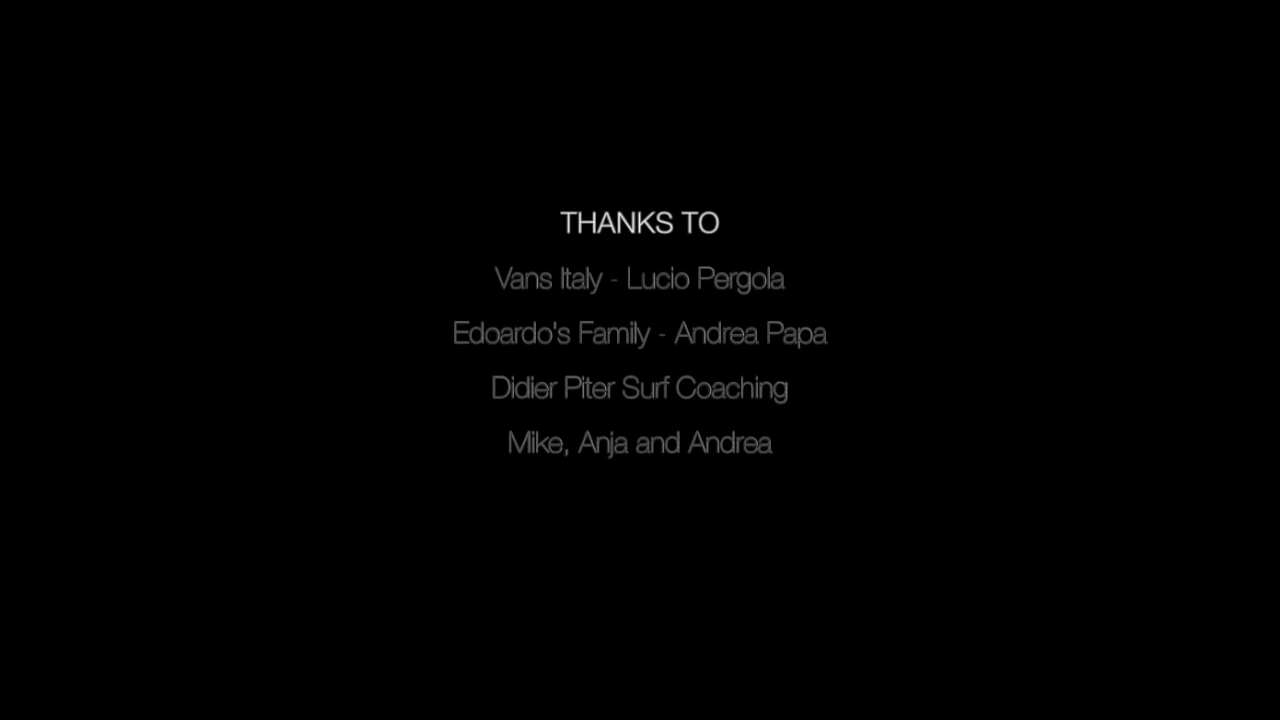 THANKS TO
Vans Italy - Lucio Pergola
Edoardo's Family - Andrea Papa
Didier Piter Surf Coaching
Mike, Anja and Andrea